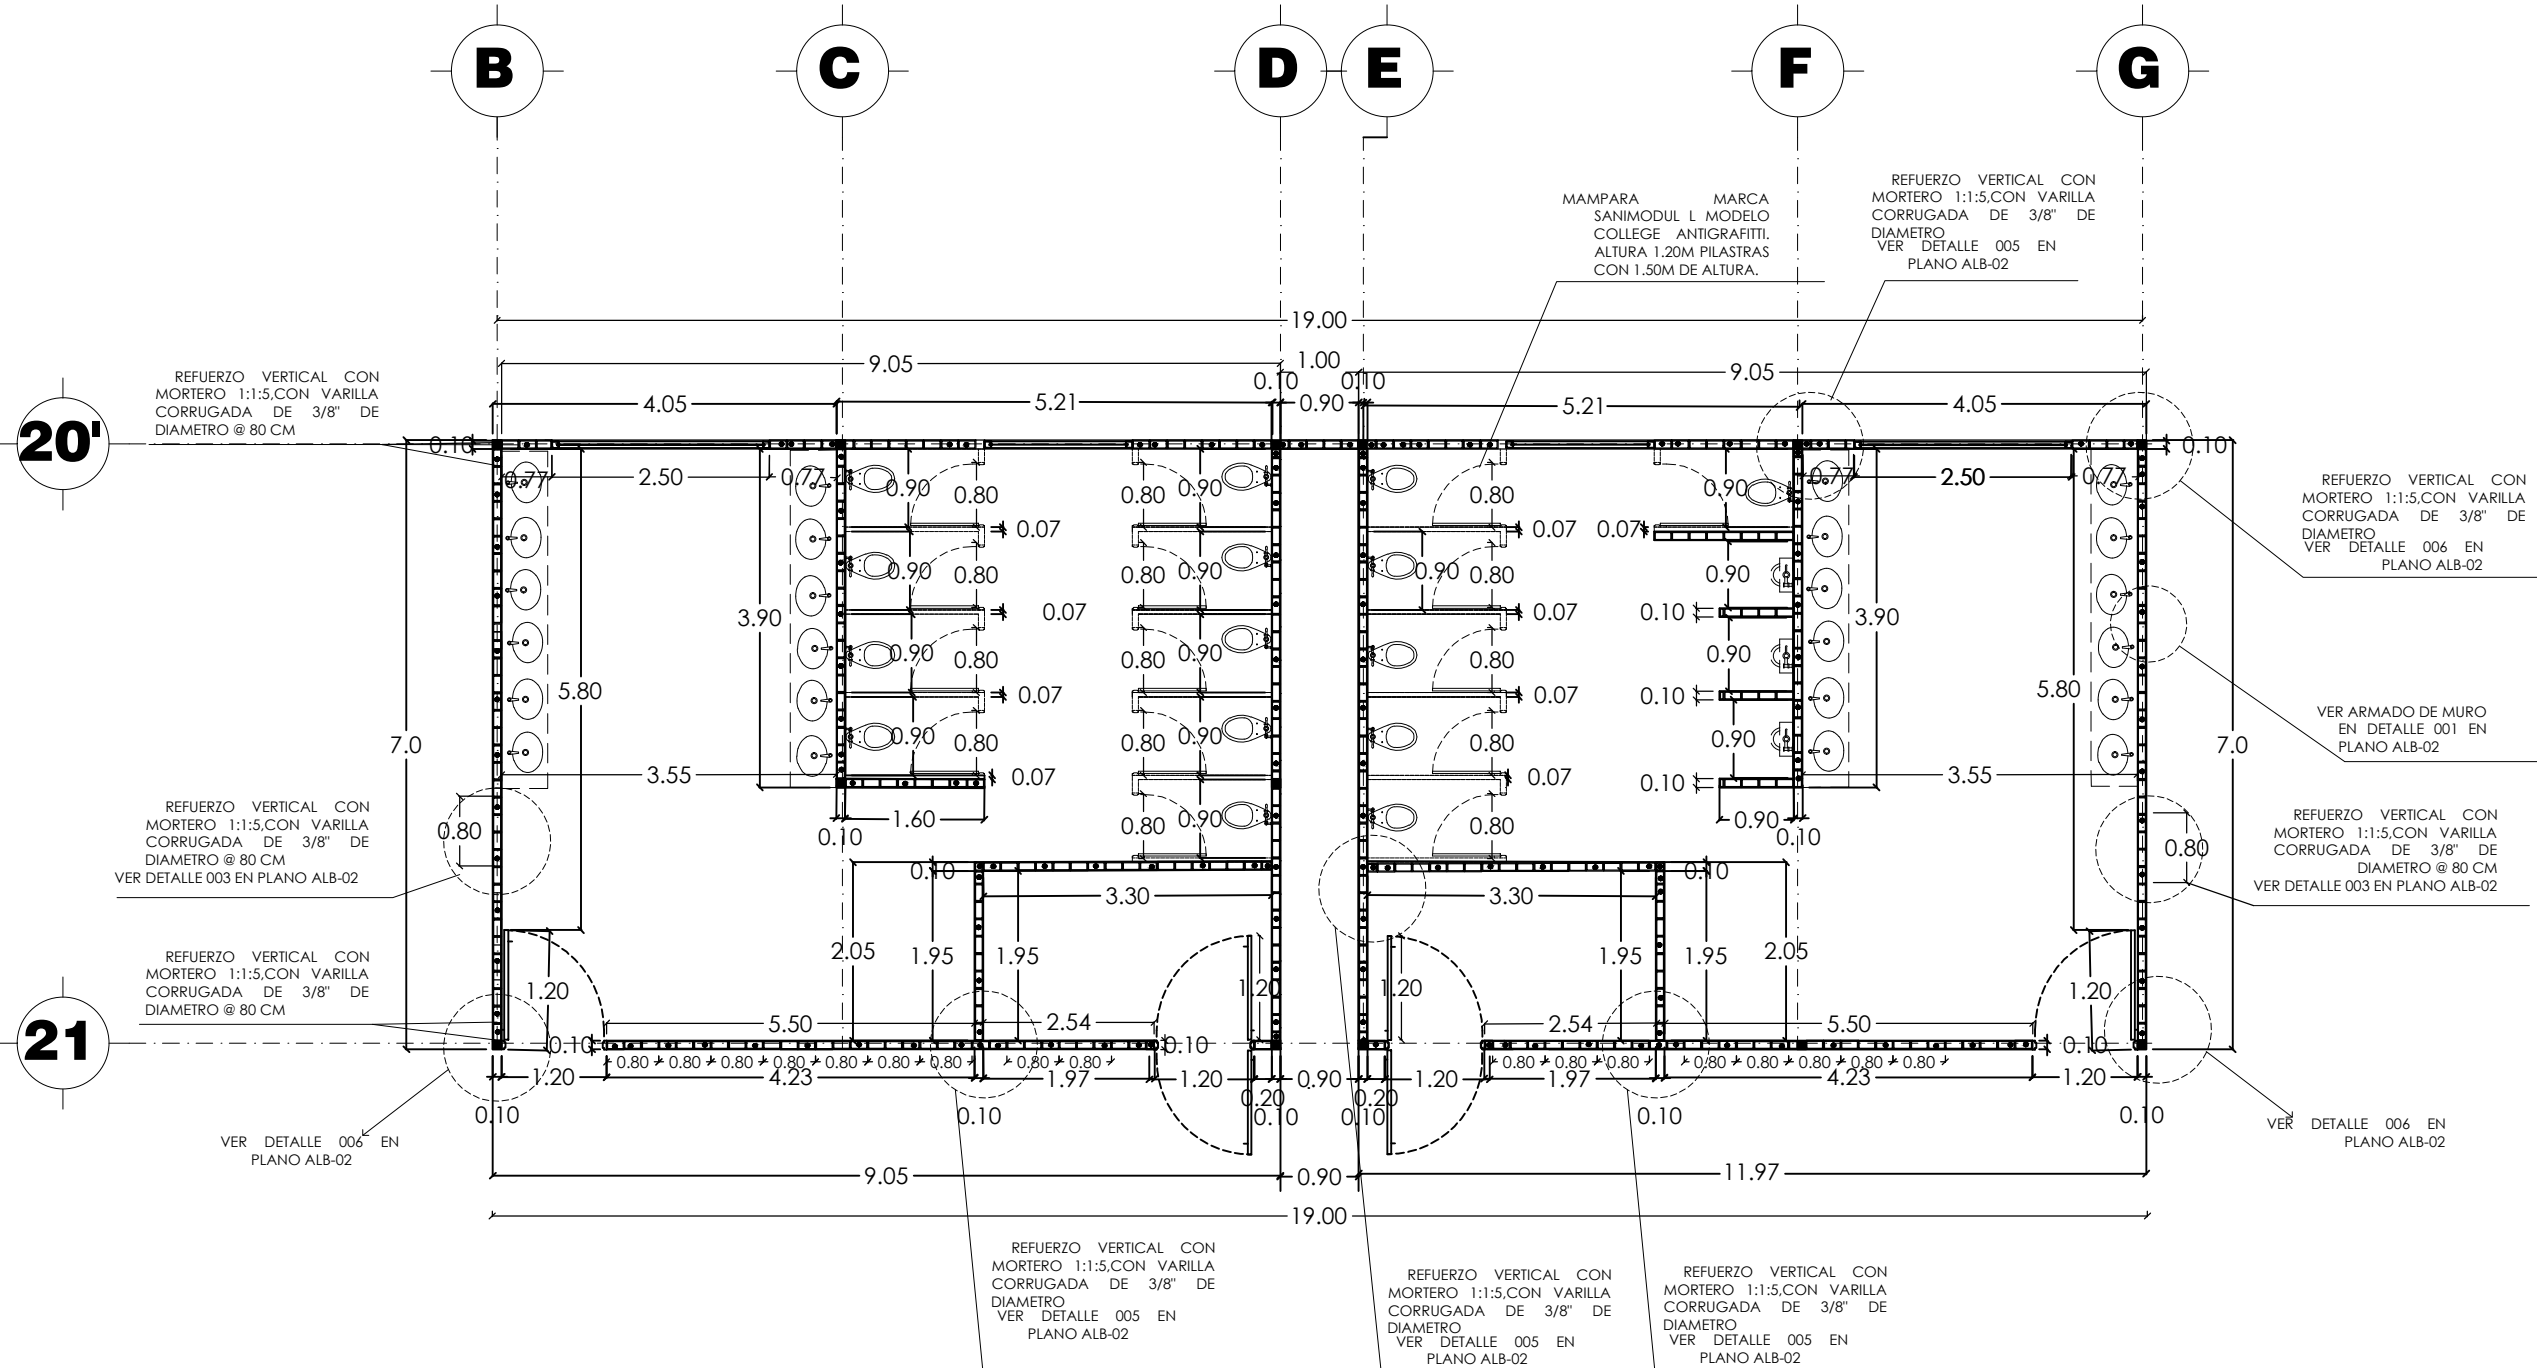 B
C
D
E
F
G
MAMPARA MARCA
SANIMODUL L MODELO
COLLEGE ANTIGRAFITTI.
ALTURA 1.20M PILASTRAS
CON 1.50M DE ALTURA.
REFUERZO VERTICAL CON
MORTERO 1:1:5,CON VARILLA
CORRUGADA DE 3/8" DE
DIAMETRO
VER DETALLE 005 EN
PLANO ALB-02
19.00
9.05
1.00
9.05
0.10
0.10
4.05
5.21
0.90
5.21
4.05
REFUERZO VERTICAL CON
MORTERO 1:1:5,CON VARILLA
CORRUGADA DE 3/8" DE
DIAMETRO @ 80 CM
20'
0.10
0.10
0.77
2.50
0.77
0.90
0.80
0.80
0.90
0.80
0.90
0.77
2.50
0.77
REFUERZO VERTICAL CON
MORTERO 1:1:5,CON VARILLA
CORRUGADA DE 3/8" DE
DIAMETRO
VER DETALLE 006 EN
PLANO ALB-02
0.07
0.07
0.07
0.90
0.80
0.80
0.90
0.90
0.80
0.90
3.90
0.07
0.07
0.10
3.90
0.90
0.80
0.80
0.90
0.80
0.90
5.80
0.07
0.07
0.10
5.80
7.0
0.90
0.80
0.80
0.90
0.80
0.90
7.0
VER ARMADO DE MURO
EN DETALLE 001 EN
PLANO ALB-02
3.55
0.07
0.07
0.10
3.55
REFUERZO VERTICAL CON
MORTERO 1:1:5,CON VARILLA
CORRUGADA DE 3/8" DE
DIAMETRO @ 80 CM
VER DETALLE 003 EN PLANO ALB-02
0.80
0.10
1.60
0.80
0.90
0.80
0.90
0.10
0.80
REFUERZO VERTICAL CON
MORTERO 1:1:5,CON VARILLA
CORRUGADA DE 3/8" DE
DIAMETRO @ 80 CM
VER DETALLE 003 EN PLANO ALB-02
0.10
3.30
3.30
0.10
2.05
1.95
1.95
1.95
1.95
2.05
REFUERZO VERTICAL CON
MORTERO 1:1:5,CON VARILLA
CORRUGADA DE 3/8" DE
DIAMETRO @ 80 CM
1.20
1.20
1.20
1.20
21
5.50
2.54
2.54
5.50
0.10
0.10
0.10
0.80 0.80 0.80 0.80 0.80 0.80 0.80
0.80 0.80
0.80 0.80 0.80
0.80 0.80 0.80 0.80 0.80
1.20
4.23
1.97
1.20
0.90
1.20
1.97
4.23
1.20
0.20
0.20
0.10
0.10
0.10
0.10
0.10
0.10
VER DETALLE 006 EN
PLANO ALB-02
VER DETALLE 006 EN
PLANO ALB-02
9.05
0.90
11.97
19.00
REFUERZO VERTICAL CON
MORTERO 1:1:5,CON VARILLA
CORRUGADA DE 3/8" DE
DIAMETRO
VER DETALLE 005 EN
PLANO ALB-02
REFUERZO VERTICAL CON
MORTERO 1:1:5,CON VARILLA
CORRUGADA DE 3/8" DE
DIAMETRO
VER DETALLE 005 EN
PLANO ALB-02
REFUERZO VERTICAL CON
MORTERO 1:1:5,CON VARILLA
CORRUGADA DE 3/8" DE
DIAMETRO
VER DETALLE 005 EN
PLANO ALB-02